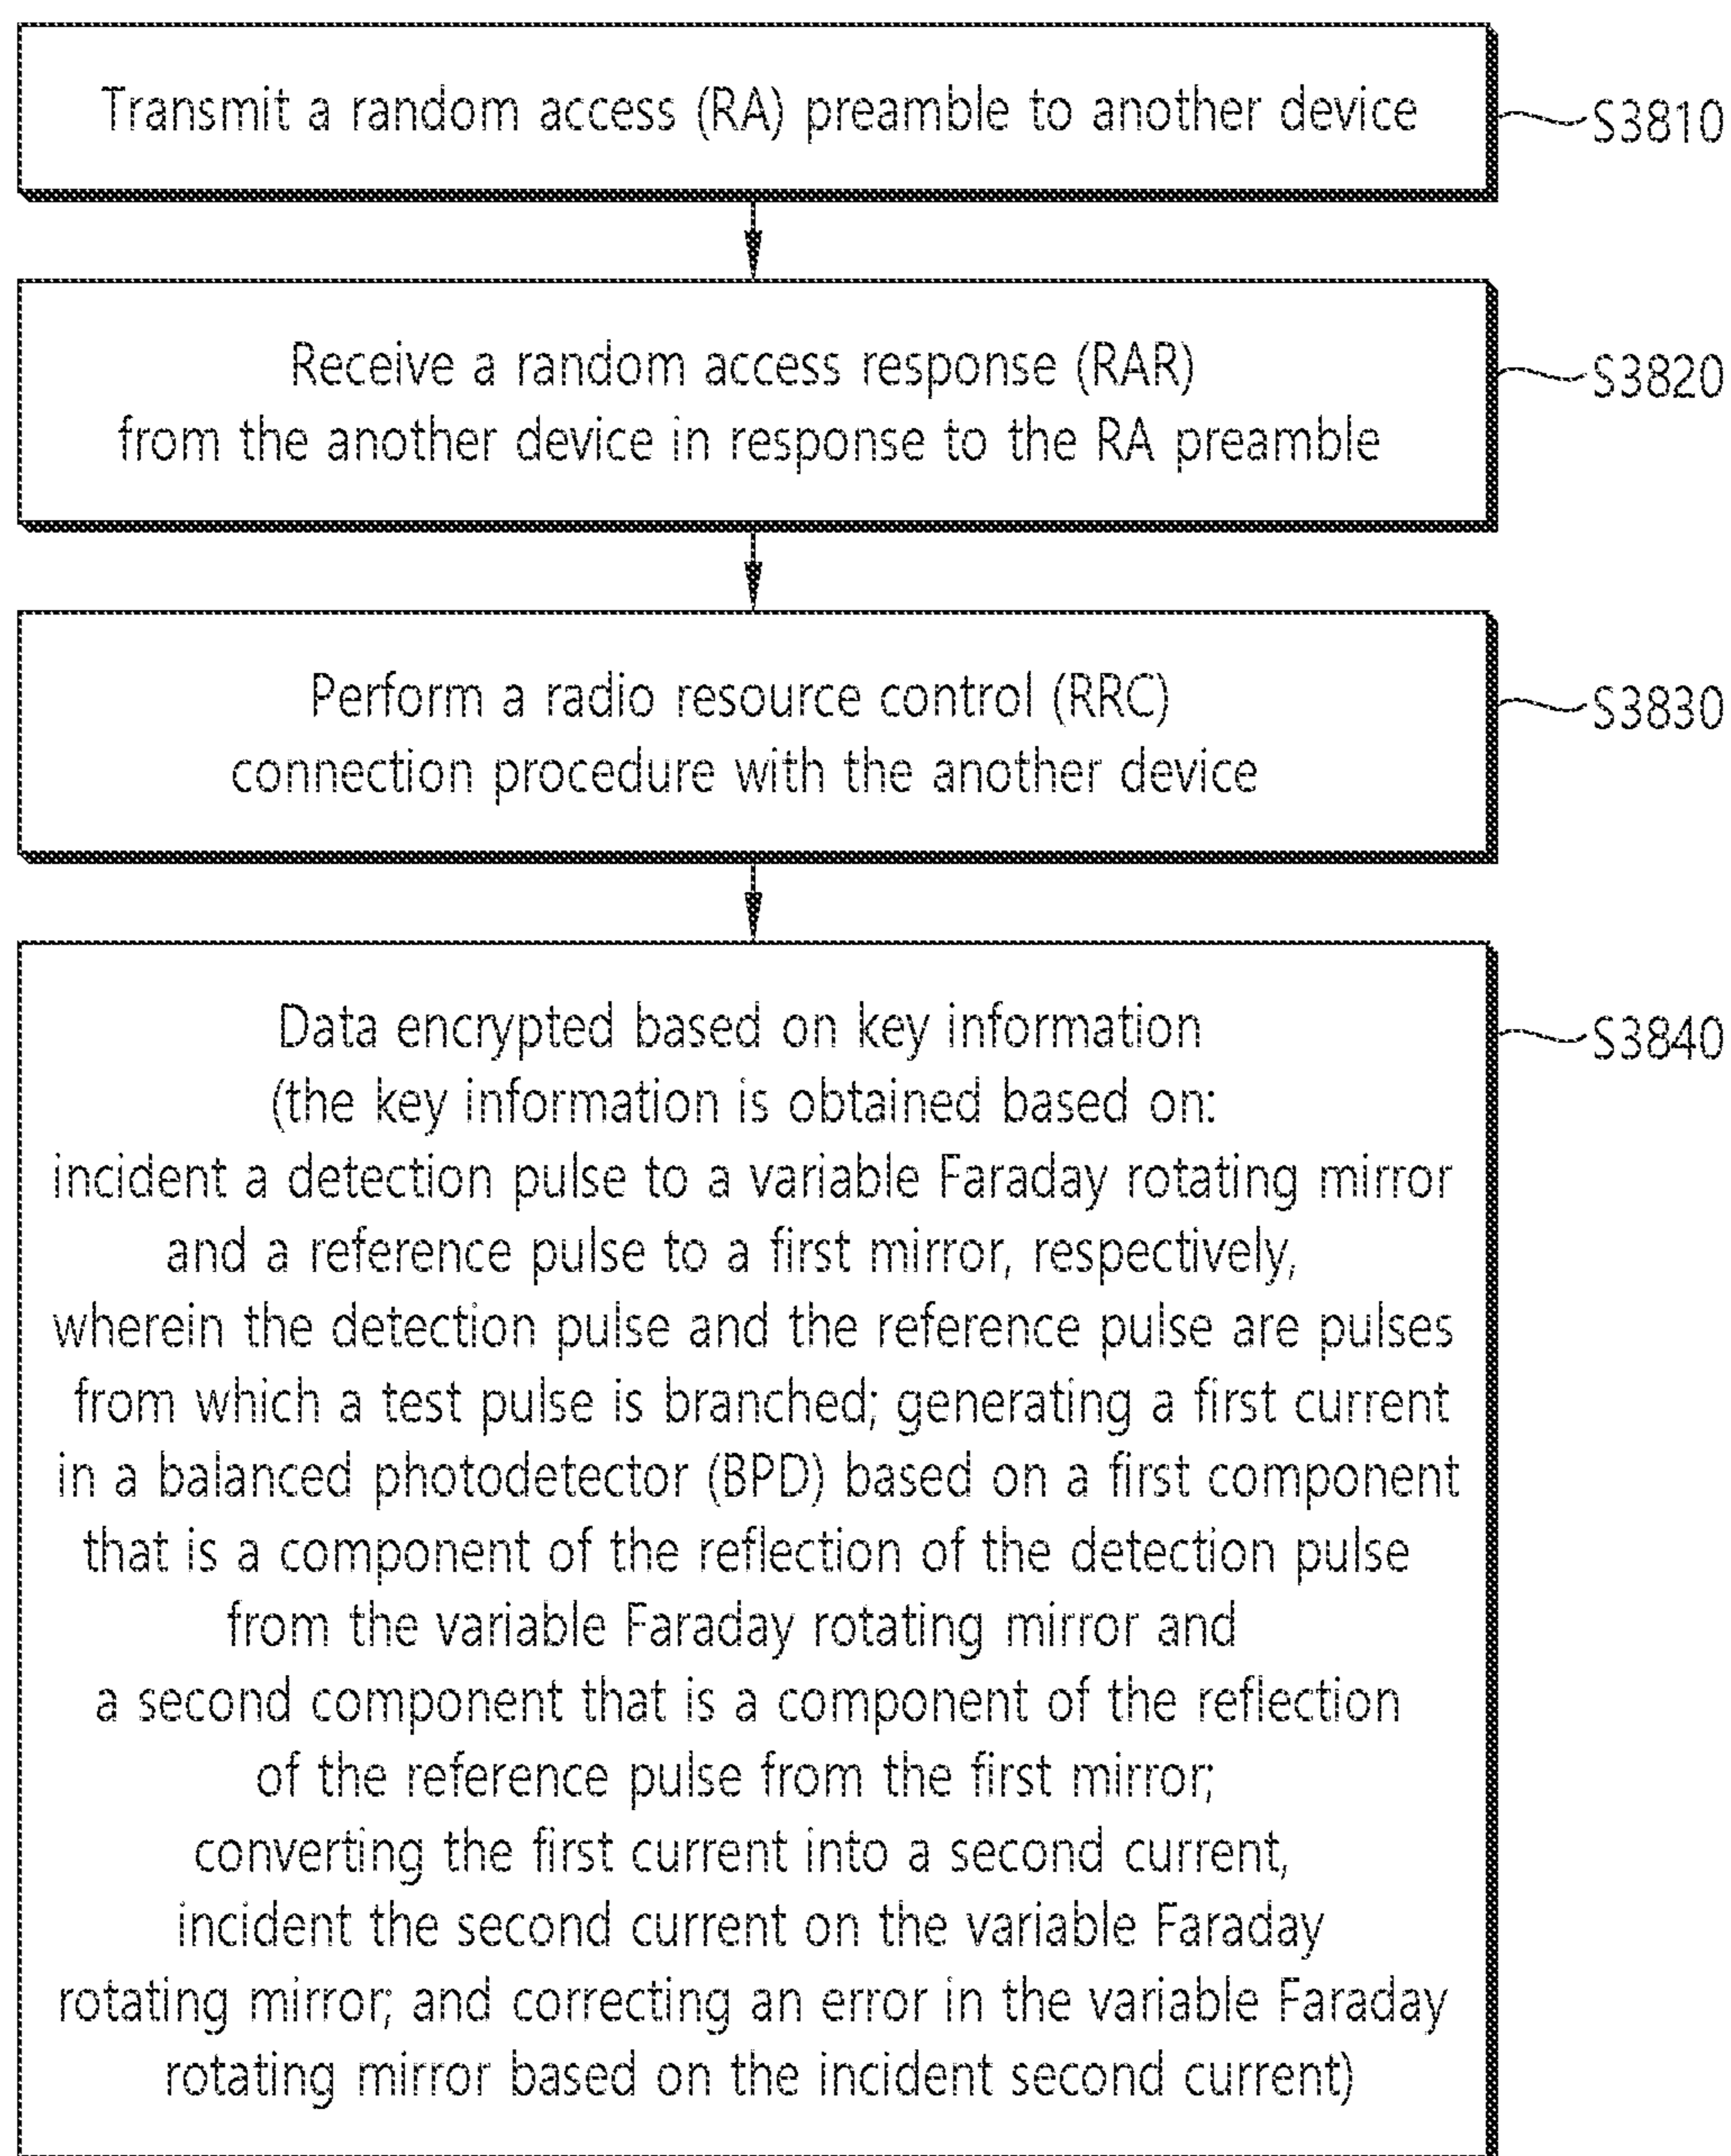 Transmit a random access (RA) preamble to another device
S3810
Receive a random access response (RAR)
from the another device in response to the RA preamble
S3820
Perform a radio resource control (RRC)
connection procedure with the another device
S3830
Data encrypted based on key information
S3840
(the key information is obtained based on:
incident a detection pulse to a variable Faraday rotating mirror
and a reference pulse to a first mirror, respectively,
wherein the detection pulse and the reference pulse are pulses
from which a test pulse is branched; generating a first current
in a balanced photodetector (BPD) based on a first component
that is a component of the reflection of the detection pulse
from the variable Faraday rotating mirror and
a second component that is a component of the reflection
of the reference pulse from the first mirror;
converting the first current into a second current,
incident the second current on the variable Faraday
rotating mirror; and correcting an error in the variable Faraday
rotating mirror based on the incident second current)